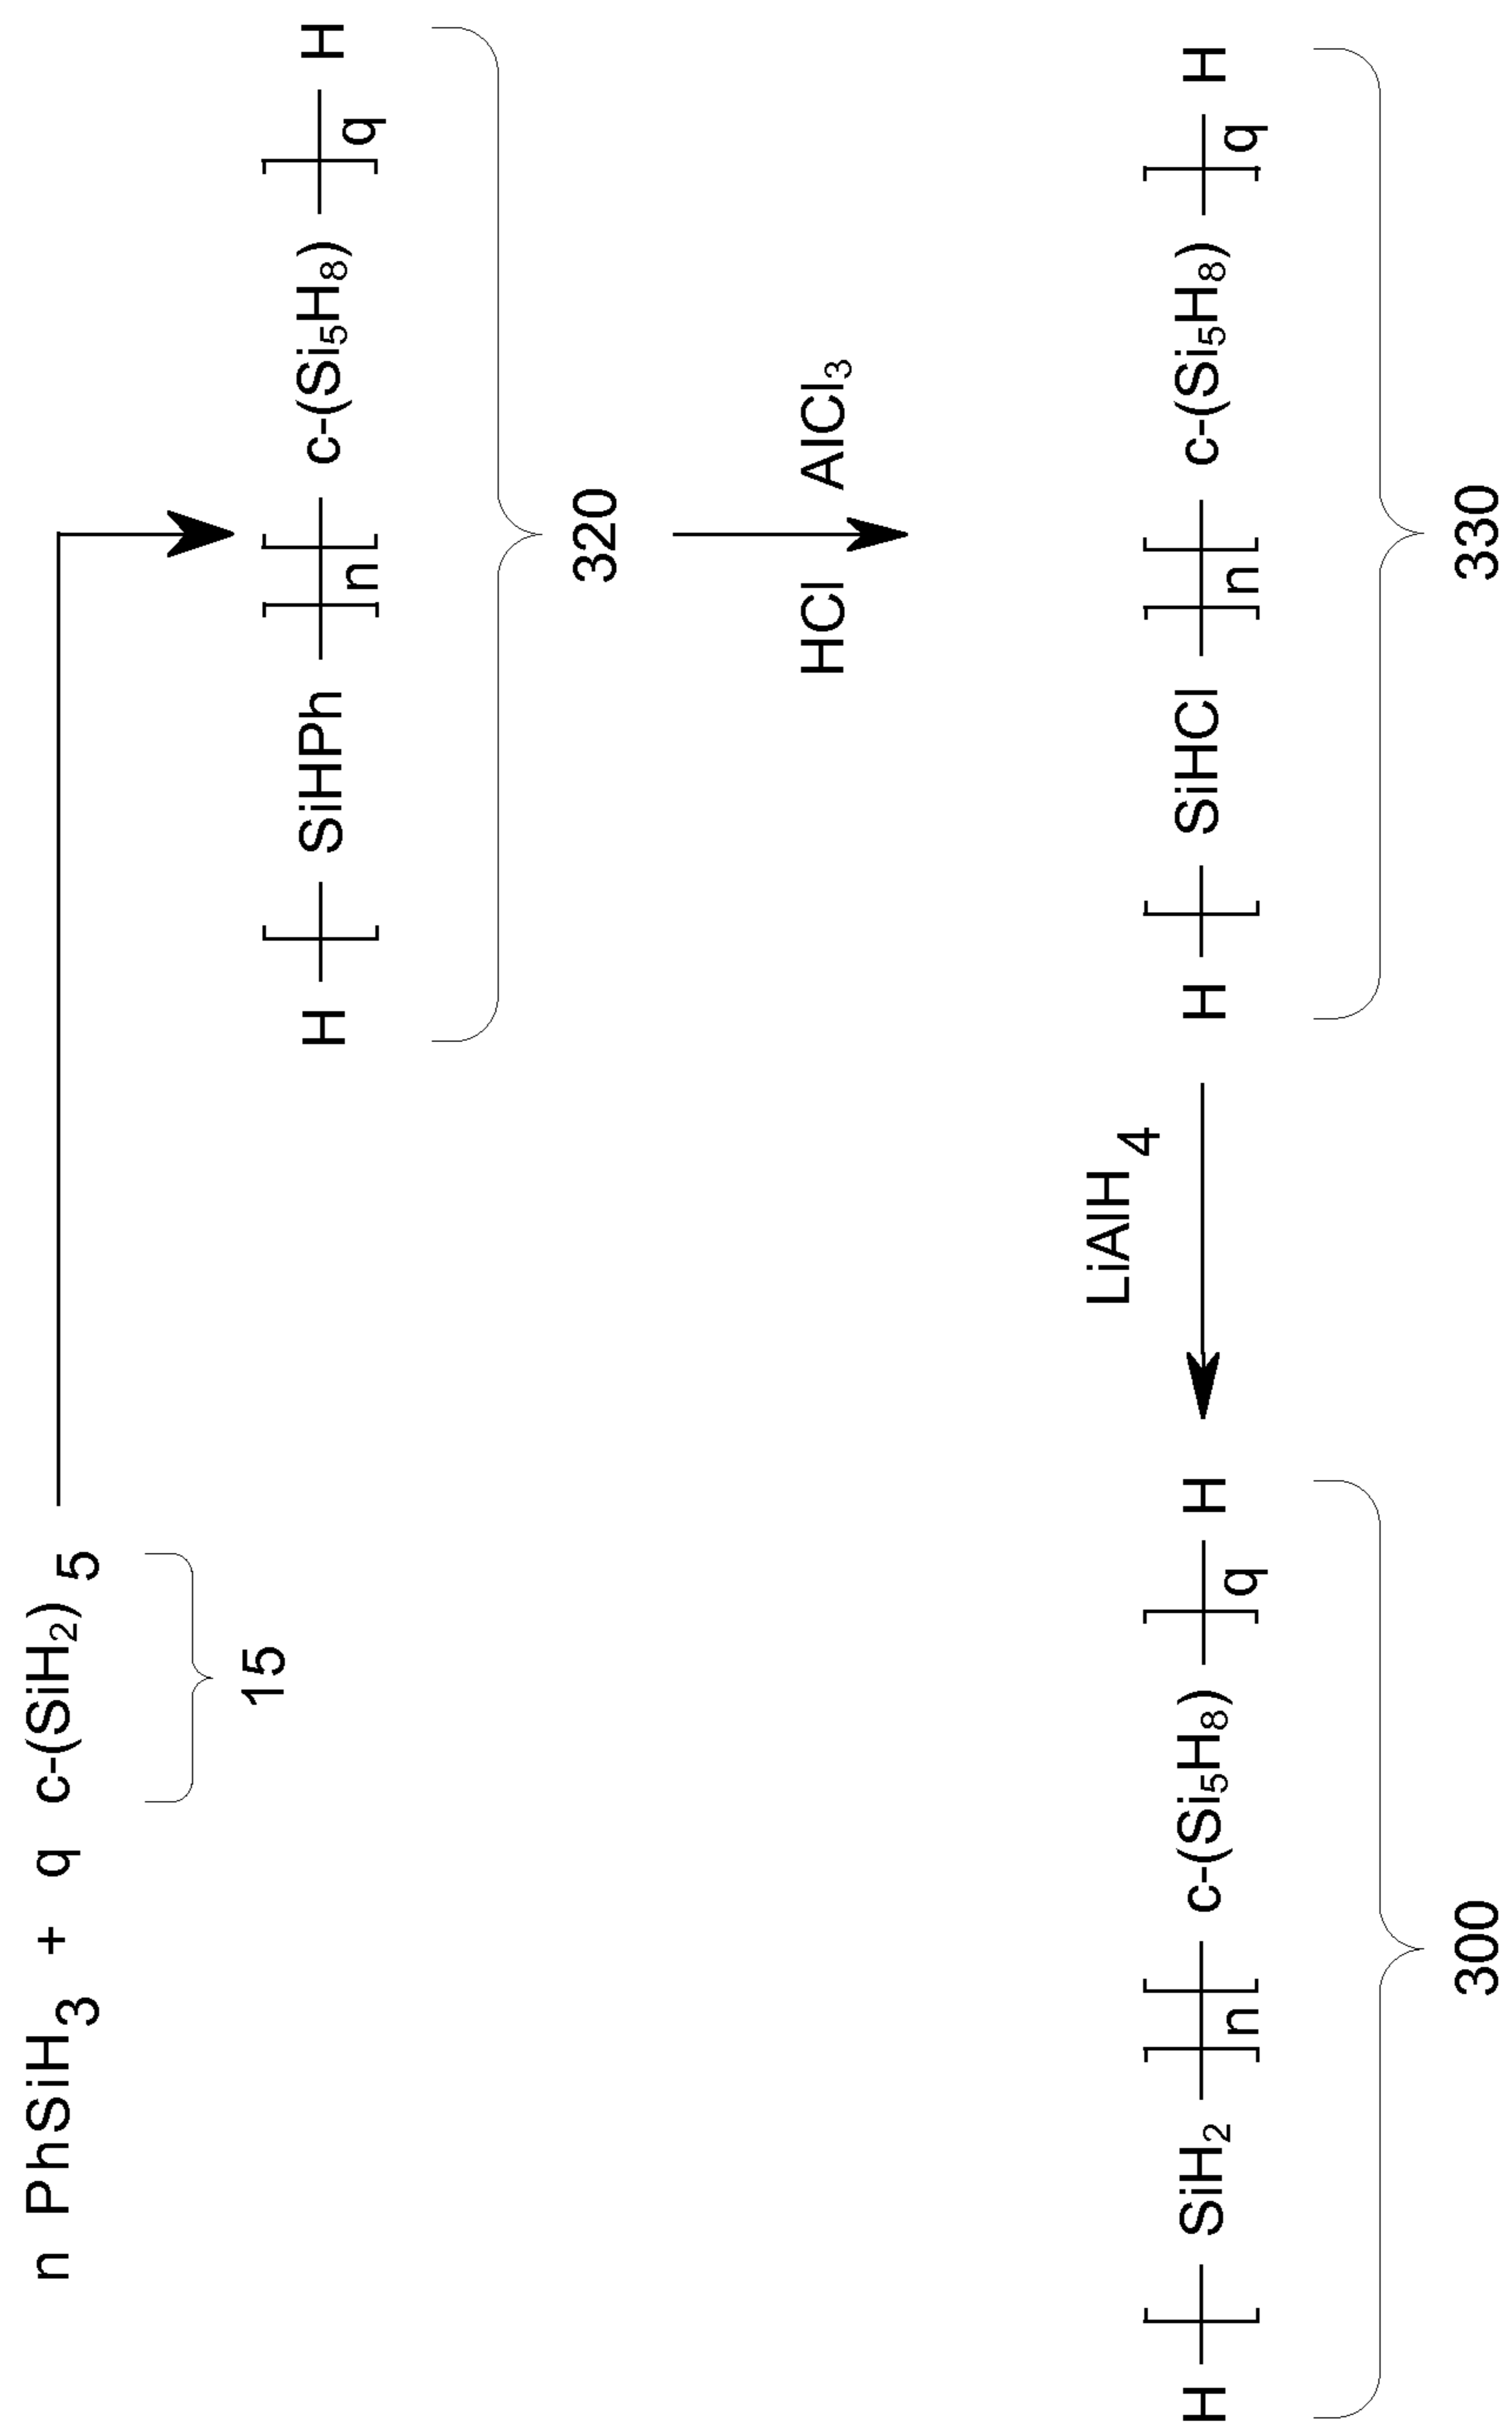 n PhSiH3 + q c-(SiH2)5
15
H [ SiHPh ]n [ c-(Si5H8) ]q H
320
HCl AlCl3
H [ SiHCl ]n [ c-(Si5H8) ]q H
330
LiAlH4
H [ SiH2 ]n [ c-(Si5H8) ]q H
300